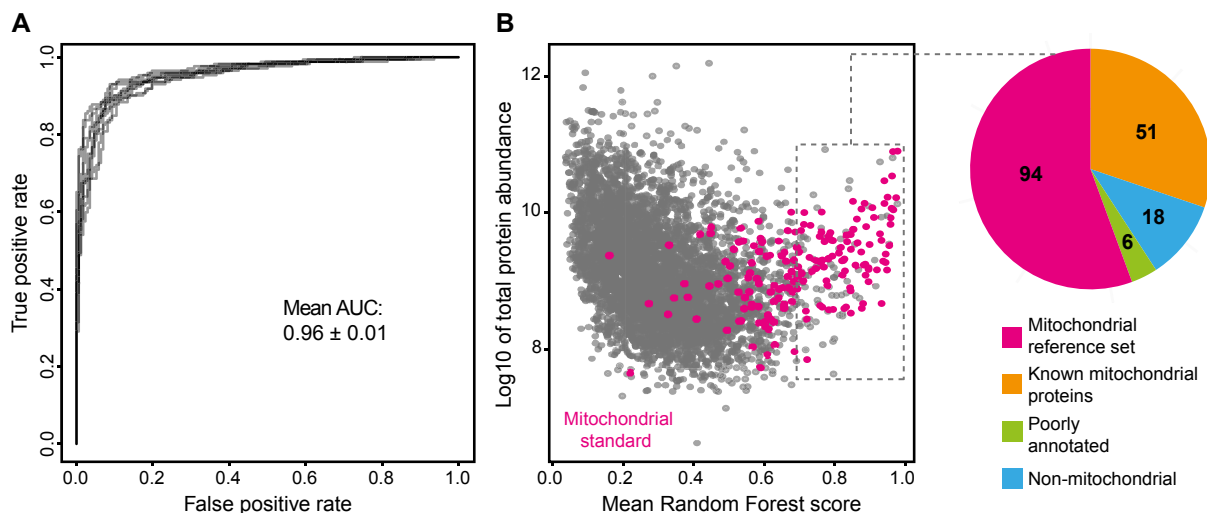 A
True positive rate
1.0
0.8
0.6
0.4
0.2
0.0
Mean AUC:
0.96 ± 0.01
0.0
0.2
0.4
0.6
0.8
1.0
False positive rate
B
Log10 of total protein abundance
12
10
8
Mitochondrial
standard
0.0
0.2
0.4
0.6
0.8
1.0
Mean Random Forest score
51
94
18
6
Mitochondrial
reference set
Known mitochondrial
proteins
Poorly
annotated
Non-mitochondrial